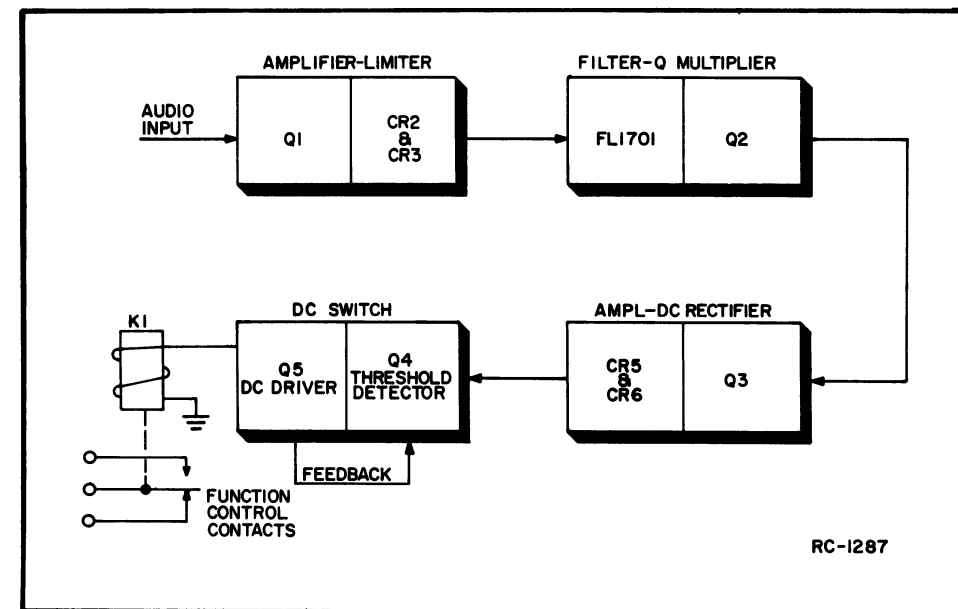 AMPLIFIER-LIMITER
FILTER-Q MULTIPLIER
AUDIO
INPUT
Q1
CR2
&
CR3
FL1701
Q2
DC SWITCH
AMPL-DC RECTIFIER
K1
Q5
DC DRIVER
Q4
THRESHOLD
DETECTOR
CR5
&
CR6
Q3
FEEDBACK
FUNCTION
CONTROL
CONTACTS
RC-1287